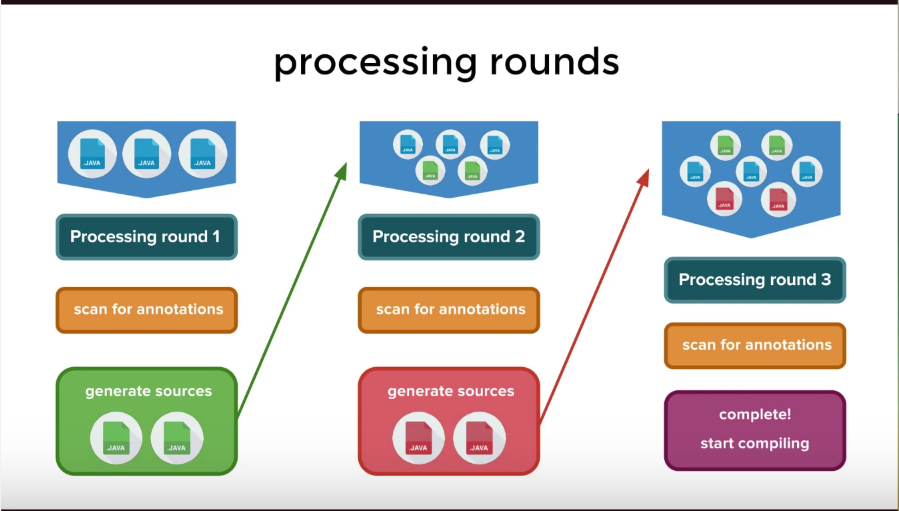 processing rounds
.JAVA
.JAVA
.JAVA
Processing round 1
scan for annotations
generate sources
.JAVA
.JAVA
.JAVA
.JAVA
.JAVA
.JAVA
.JAVA
Processing round 2
scan for annotations
generate sources
.JAVA
.JAVA
.JAVA
.JAVA
.JAVA
.JAVA
.JAVA
.JAVA
.JAVA
Processing round 3
scan for annotations
complete!
start compiling